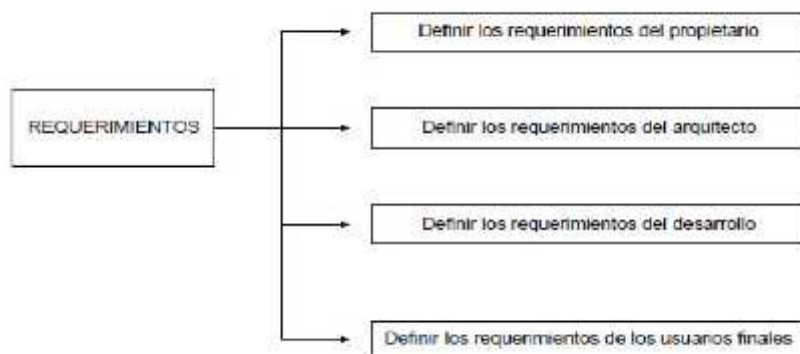 Definir los requerimientos del propietario
REQUERIMIENTOS
Definir los requerimientos del arquitecto
Definir los requerimientos del desarrollo
Definir los requerimientos de los usuarios finales